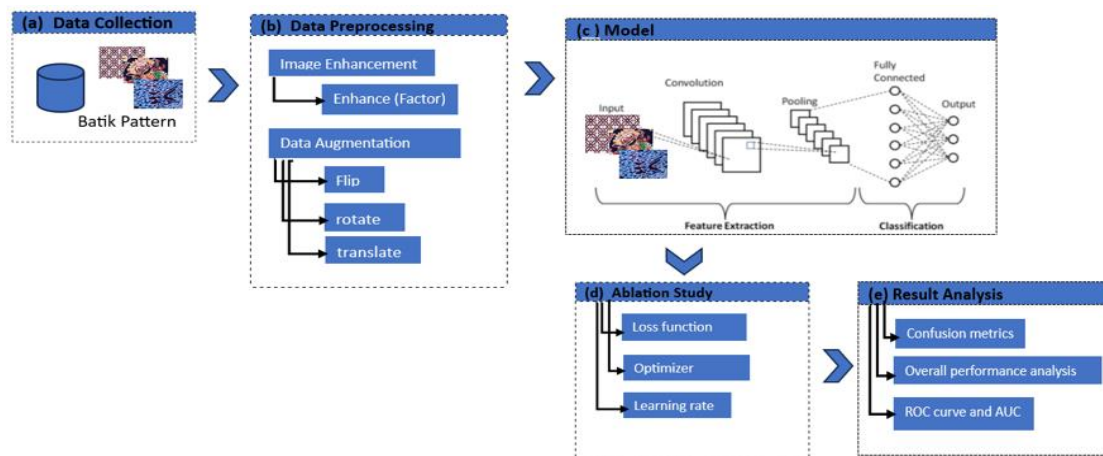 (a) Data Collection
Batik Pattern
(b) Data Preprocessing
Image Enhancement
Enhance (Factor)
Data Augmentation
Flip
rotate
translate
(c ) Model
Input
Convolution
Pooling
Fully
Connected
Output
Feature Extraction
Classification
(d) Ablation Study
Loss function
Optimizer
Learning rate
(e) Result Analysis
Confusion metrics
Overall performance analysis
ROC curve and AUC